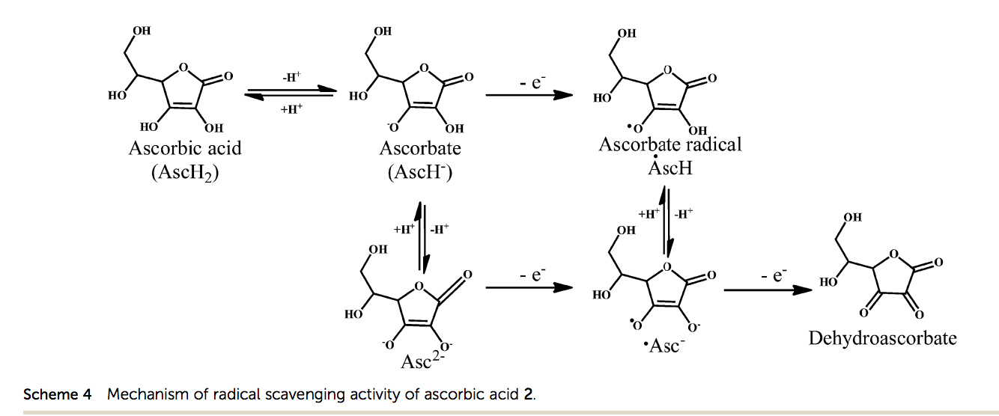 OH OH OH
O O O O O O
-H⁺ - e⁻
HO HO HO
+H⁺
HO OH ⁻O OH •O OH
Ascorbic acid Ascorbate Ascorbate radical
(AscH₂) (AscH⁻) •AscH
+H⁺ -H⁺ +H⁺ -H⁺
OH OH OH
O O O O O O
- e⁻ - e⁻
HO HO HO
⁻O O⁻ •O O⁻ O O
Asc²⁻ •Asc⁻ Dehydroascorbate
Scheme 4 Mechanism of radical scavenging activity of ascorbic acid 2.